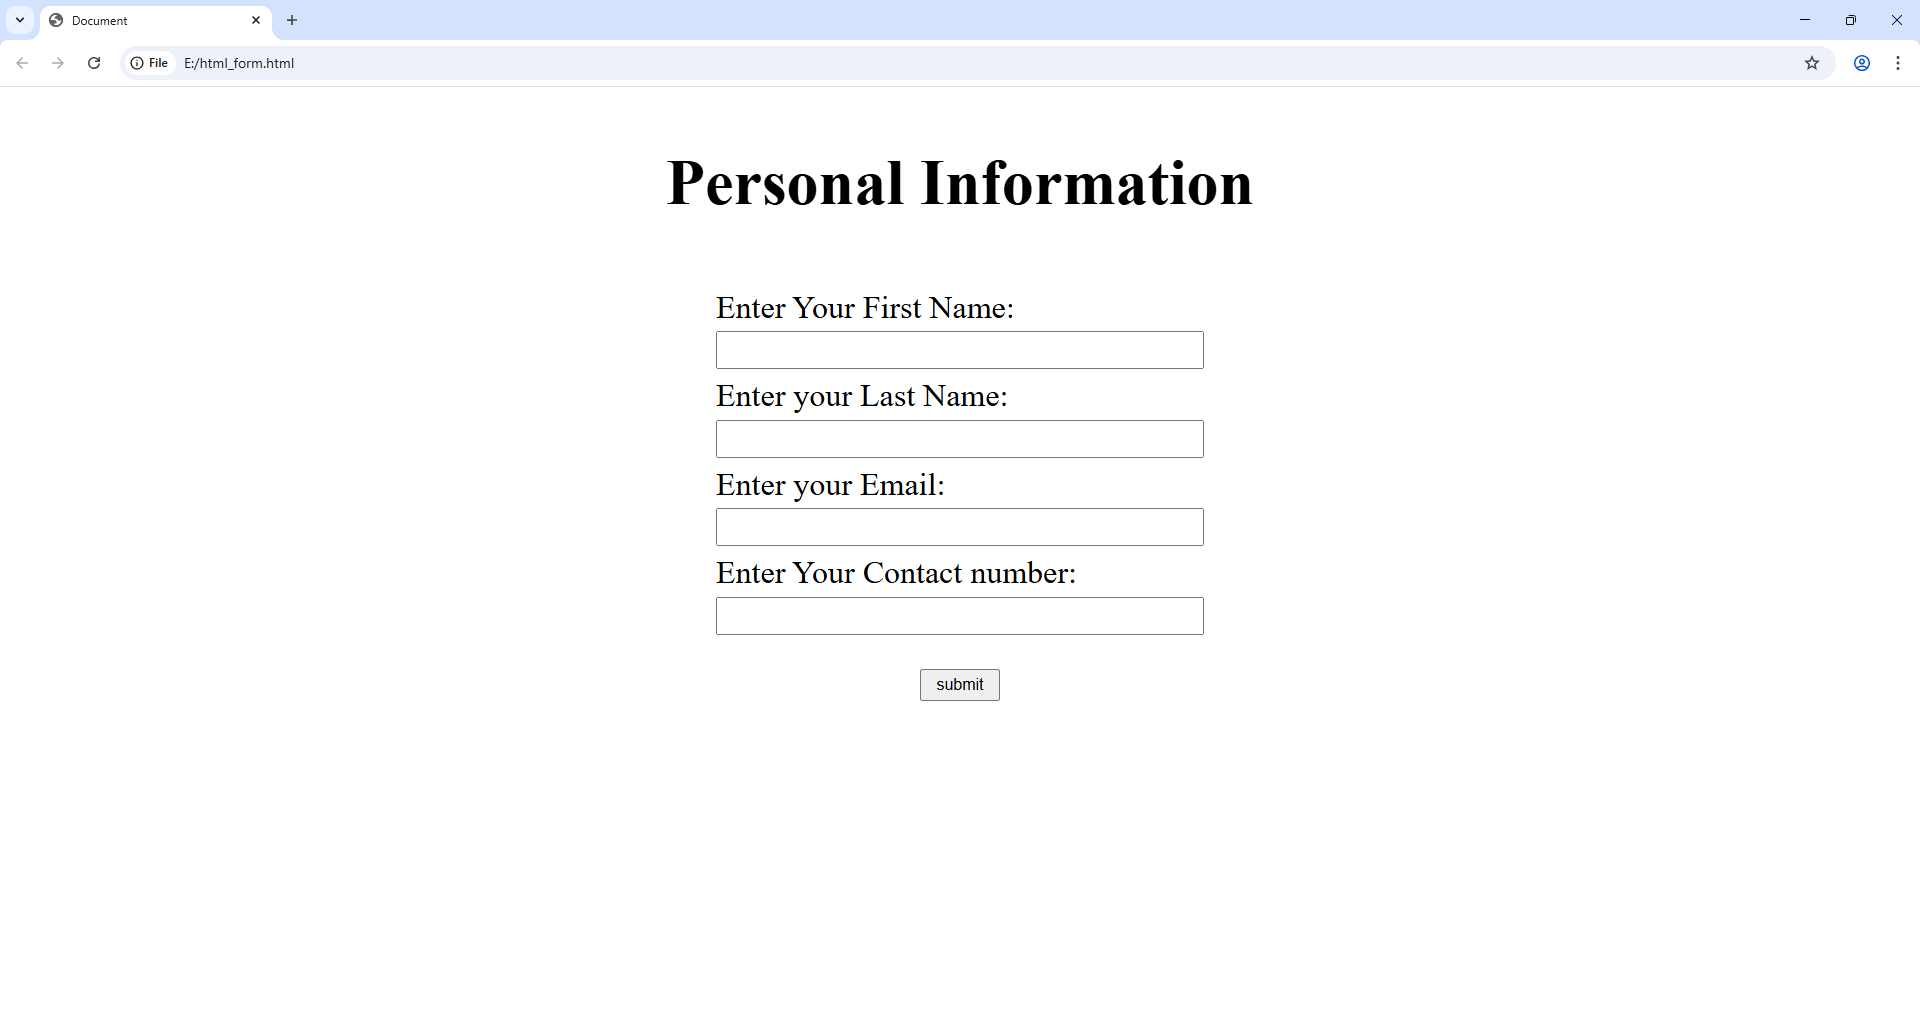 Document
File E:/html_form.html
Personal Information
Enter Your First Name:
Enter your Last Name:
Enter your Email:
Enter Your Contact number:
submit